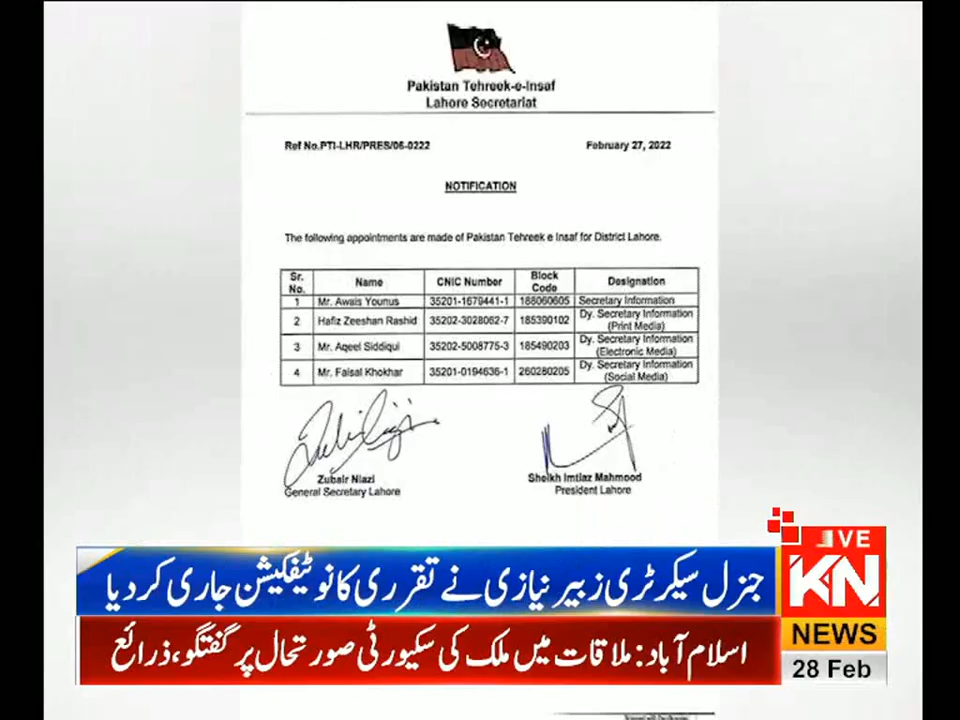 Pakistan Tehreek-e-Insaf
Lahore Secretariat
Ref No.PTI-LHR/PRES/06-0222 February 27, 2022
NOTIFICATION
The following appointments are made of Pakistan Tehreek e Insaf for District Lahore.
Sr. No. Name CNIC Number Block Code Designation
1 Mr. Awais Younus 35201-1679441-1 188060605 Secretary Information
2 Hafiz Zeeshan Rashid 35202-3028062-7 185390102 Dy. Secretary Information (Print Media)
3 Mr. Aqeel Siddiqui 35202-5008775-3 185490203 Dy. Secretary Information (Electronic Media)
4 Mr. Faisal Khokhar 35201-0194636-1 260280205 Dy. Secretary Information (Social Media)
Zubair Niazi Sheikh Imtiaz Mahmood
General Secretary Lahore President Lahore
جنرل سیکرٹری زبیر نیازی نے تقرری کا نوٹیفکیشن جاری کر دیا
اسلام آباد: ملاقات میں ملک کی سکیورٹی صورتحال پر گفتگو، ذرائع
LIVE
KN
NEWS
28 Feb